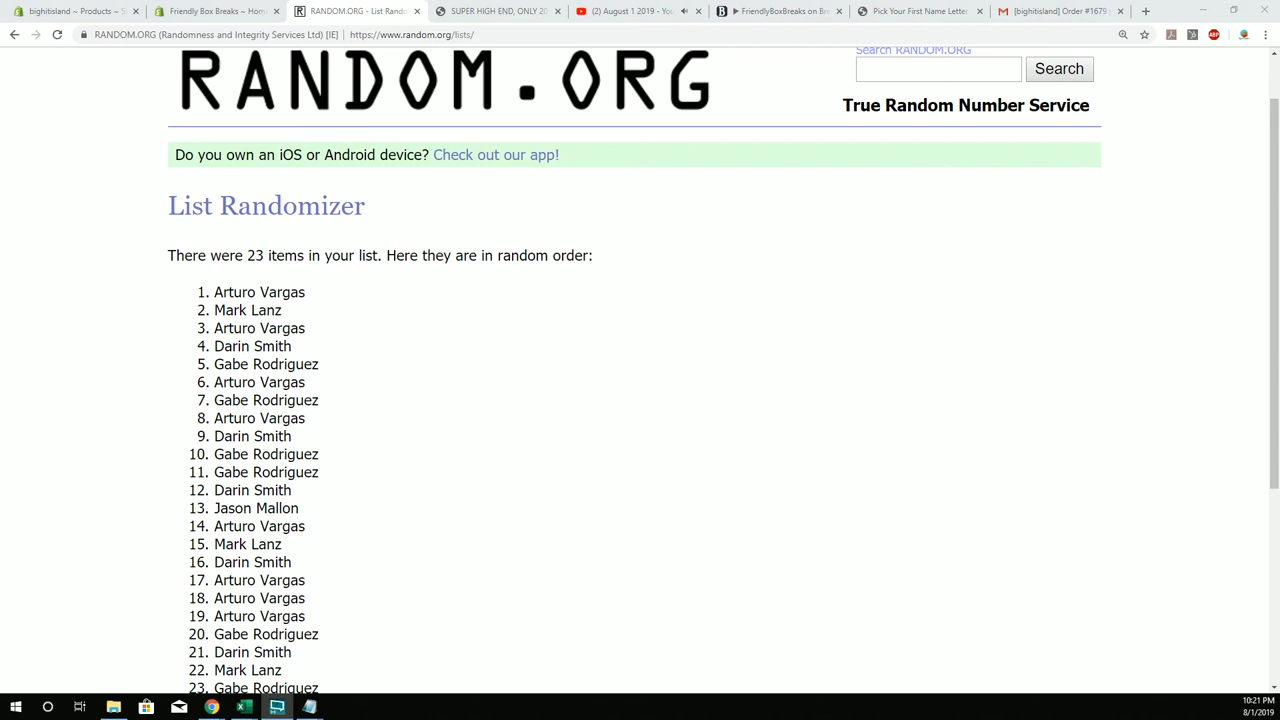 bighitisland ~ Products ~ S
Friendly Box Breaks ~ Hom
RANDOM.ORG - List Rando
SUPER HIGH END, ONLY 20
(2) August 1 2019 - You
FriendlyBoxBreaks on Bre
Pick Your First Name Letter
[bighitisland] Order #1679
RANDOM.ORG (Randomness and Integrity Services Ltd) [IE] | https://www.random.org/lists/
RANDOM.ORG
Search RANDOM.ORG
Search
True Random Number Service
Do you own an iOS or Android device? Check out our app!
List Randomizer
There were 23 items in your list. Here they are in random order:
1. Arturo Vargas
2. Mark Lanz
3. Arturo Vargas
4. Darin Smith
5. Gabe Rodriguez
6. Arturo Vargas
7. Gabe Rodriguez
8. Arturo Vargas
9. Darin Smith
10. Gabe Rodriguez
11. Gabe Rodriguez
12. Darin Smith
13. Jason Mallon
14. Arturo Vargas
15. Mark Lanz
16. Darin Smith
17. Arturo Vargas
18. Arturo Vargas
19. Arturo Vargas
20. Gabe Rodriguez
21. Darin Smith
22. Mark Lanz
23. Gabe Rodriguez
10:21 PM
8/1/2019